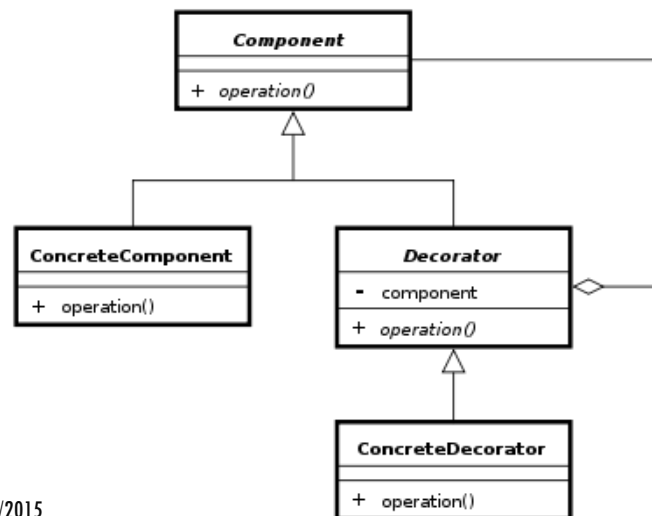 Component
+ operation()
ConcreteComponent
+ operation()
Decorator
- component
+ operation()
ConcreteDecorator
+ operation()
/2015